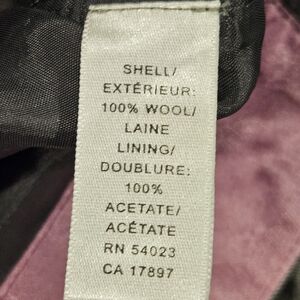 SHELL/
EXTÉRIEUR:
100% WOOL/
LAINE
LINING/
DOUBLURE:
100%
ACETATE/
ACÉTATE
RN 54023
CA 17897